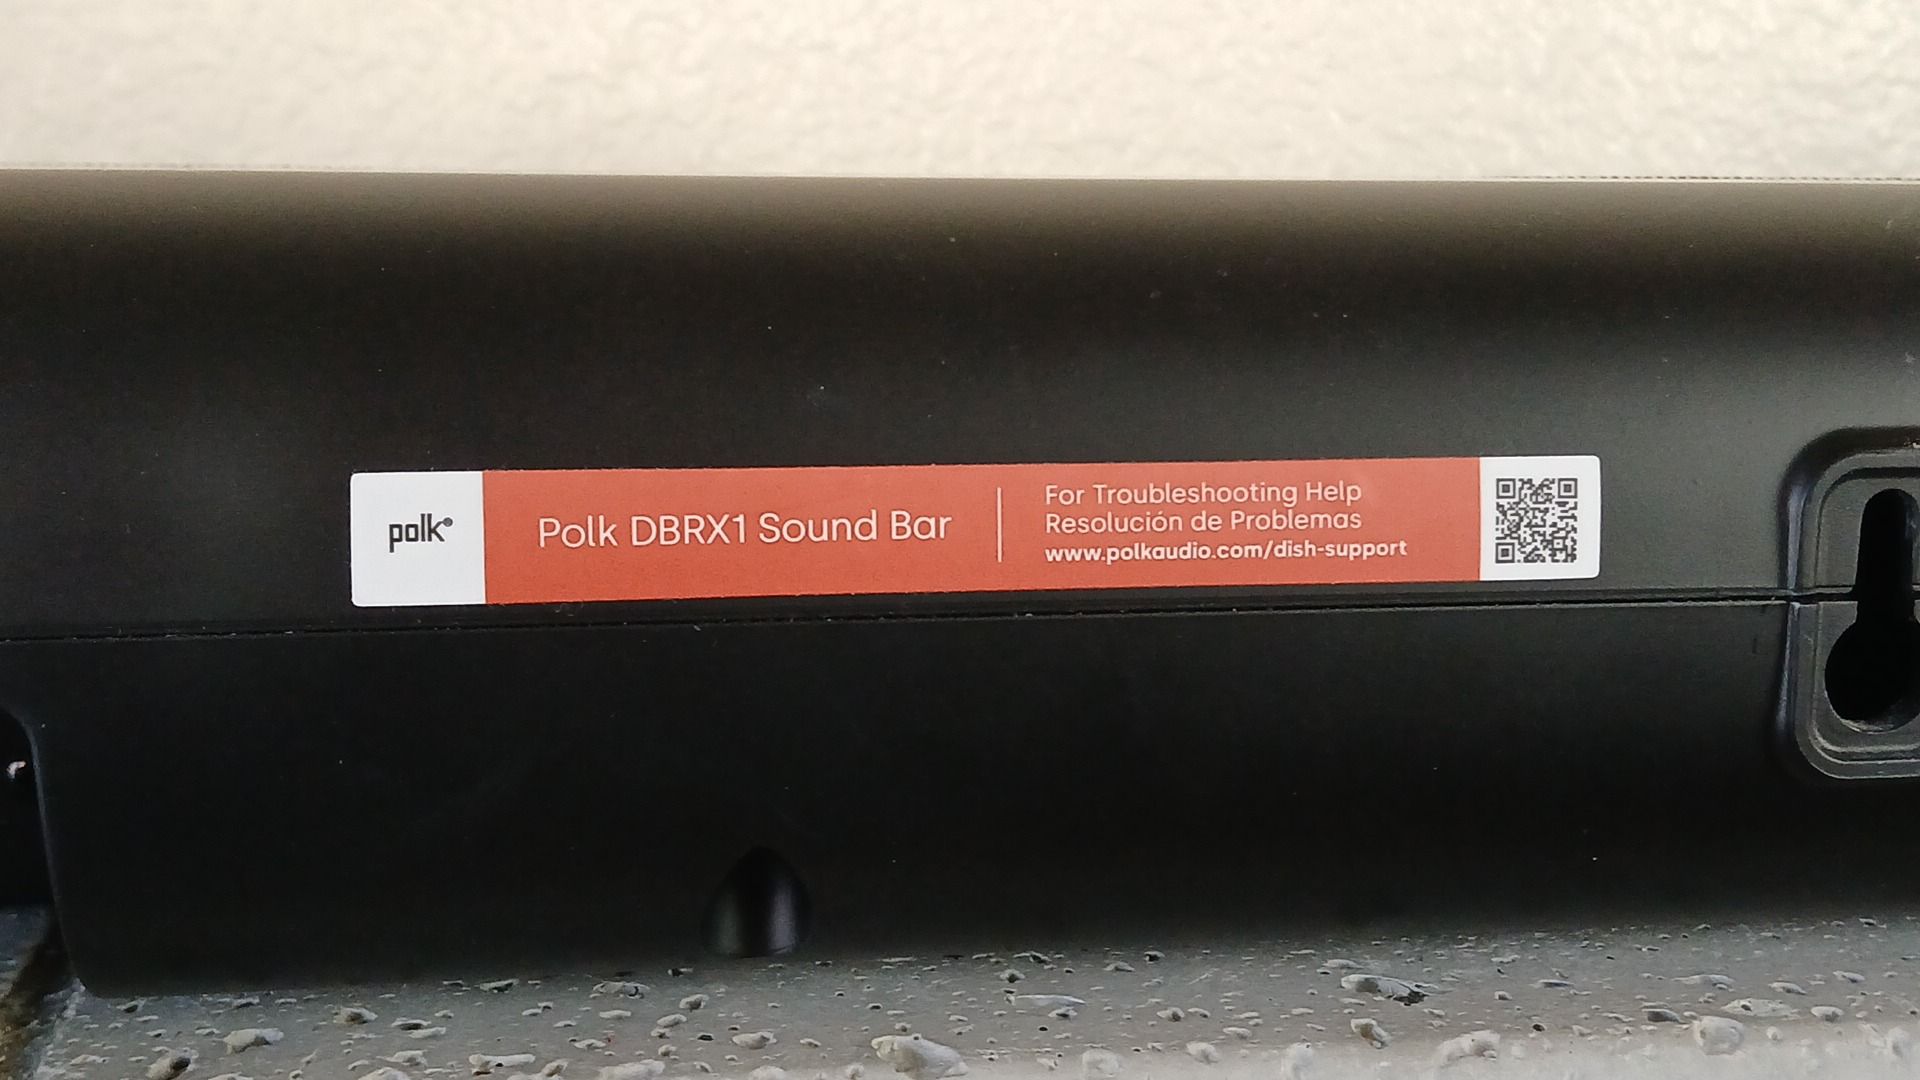 polk®
Polk DBRX1 Sound Bar
For Troubleshooting Help
Resolución de Problemas
www.polkaudio.com/dish-support